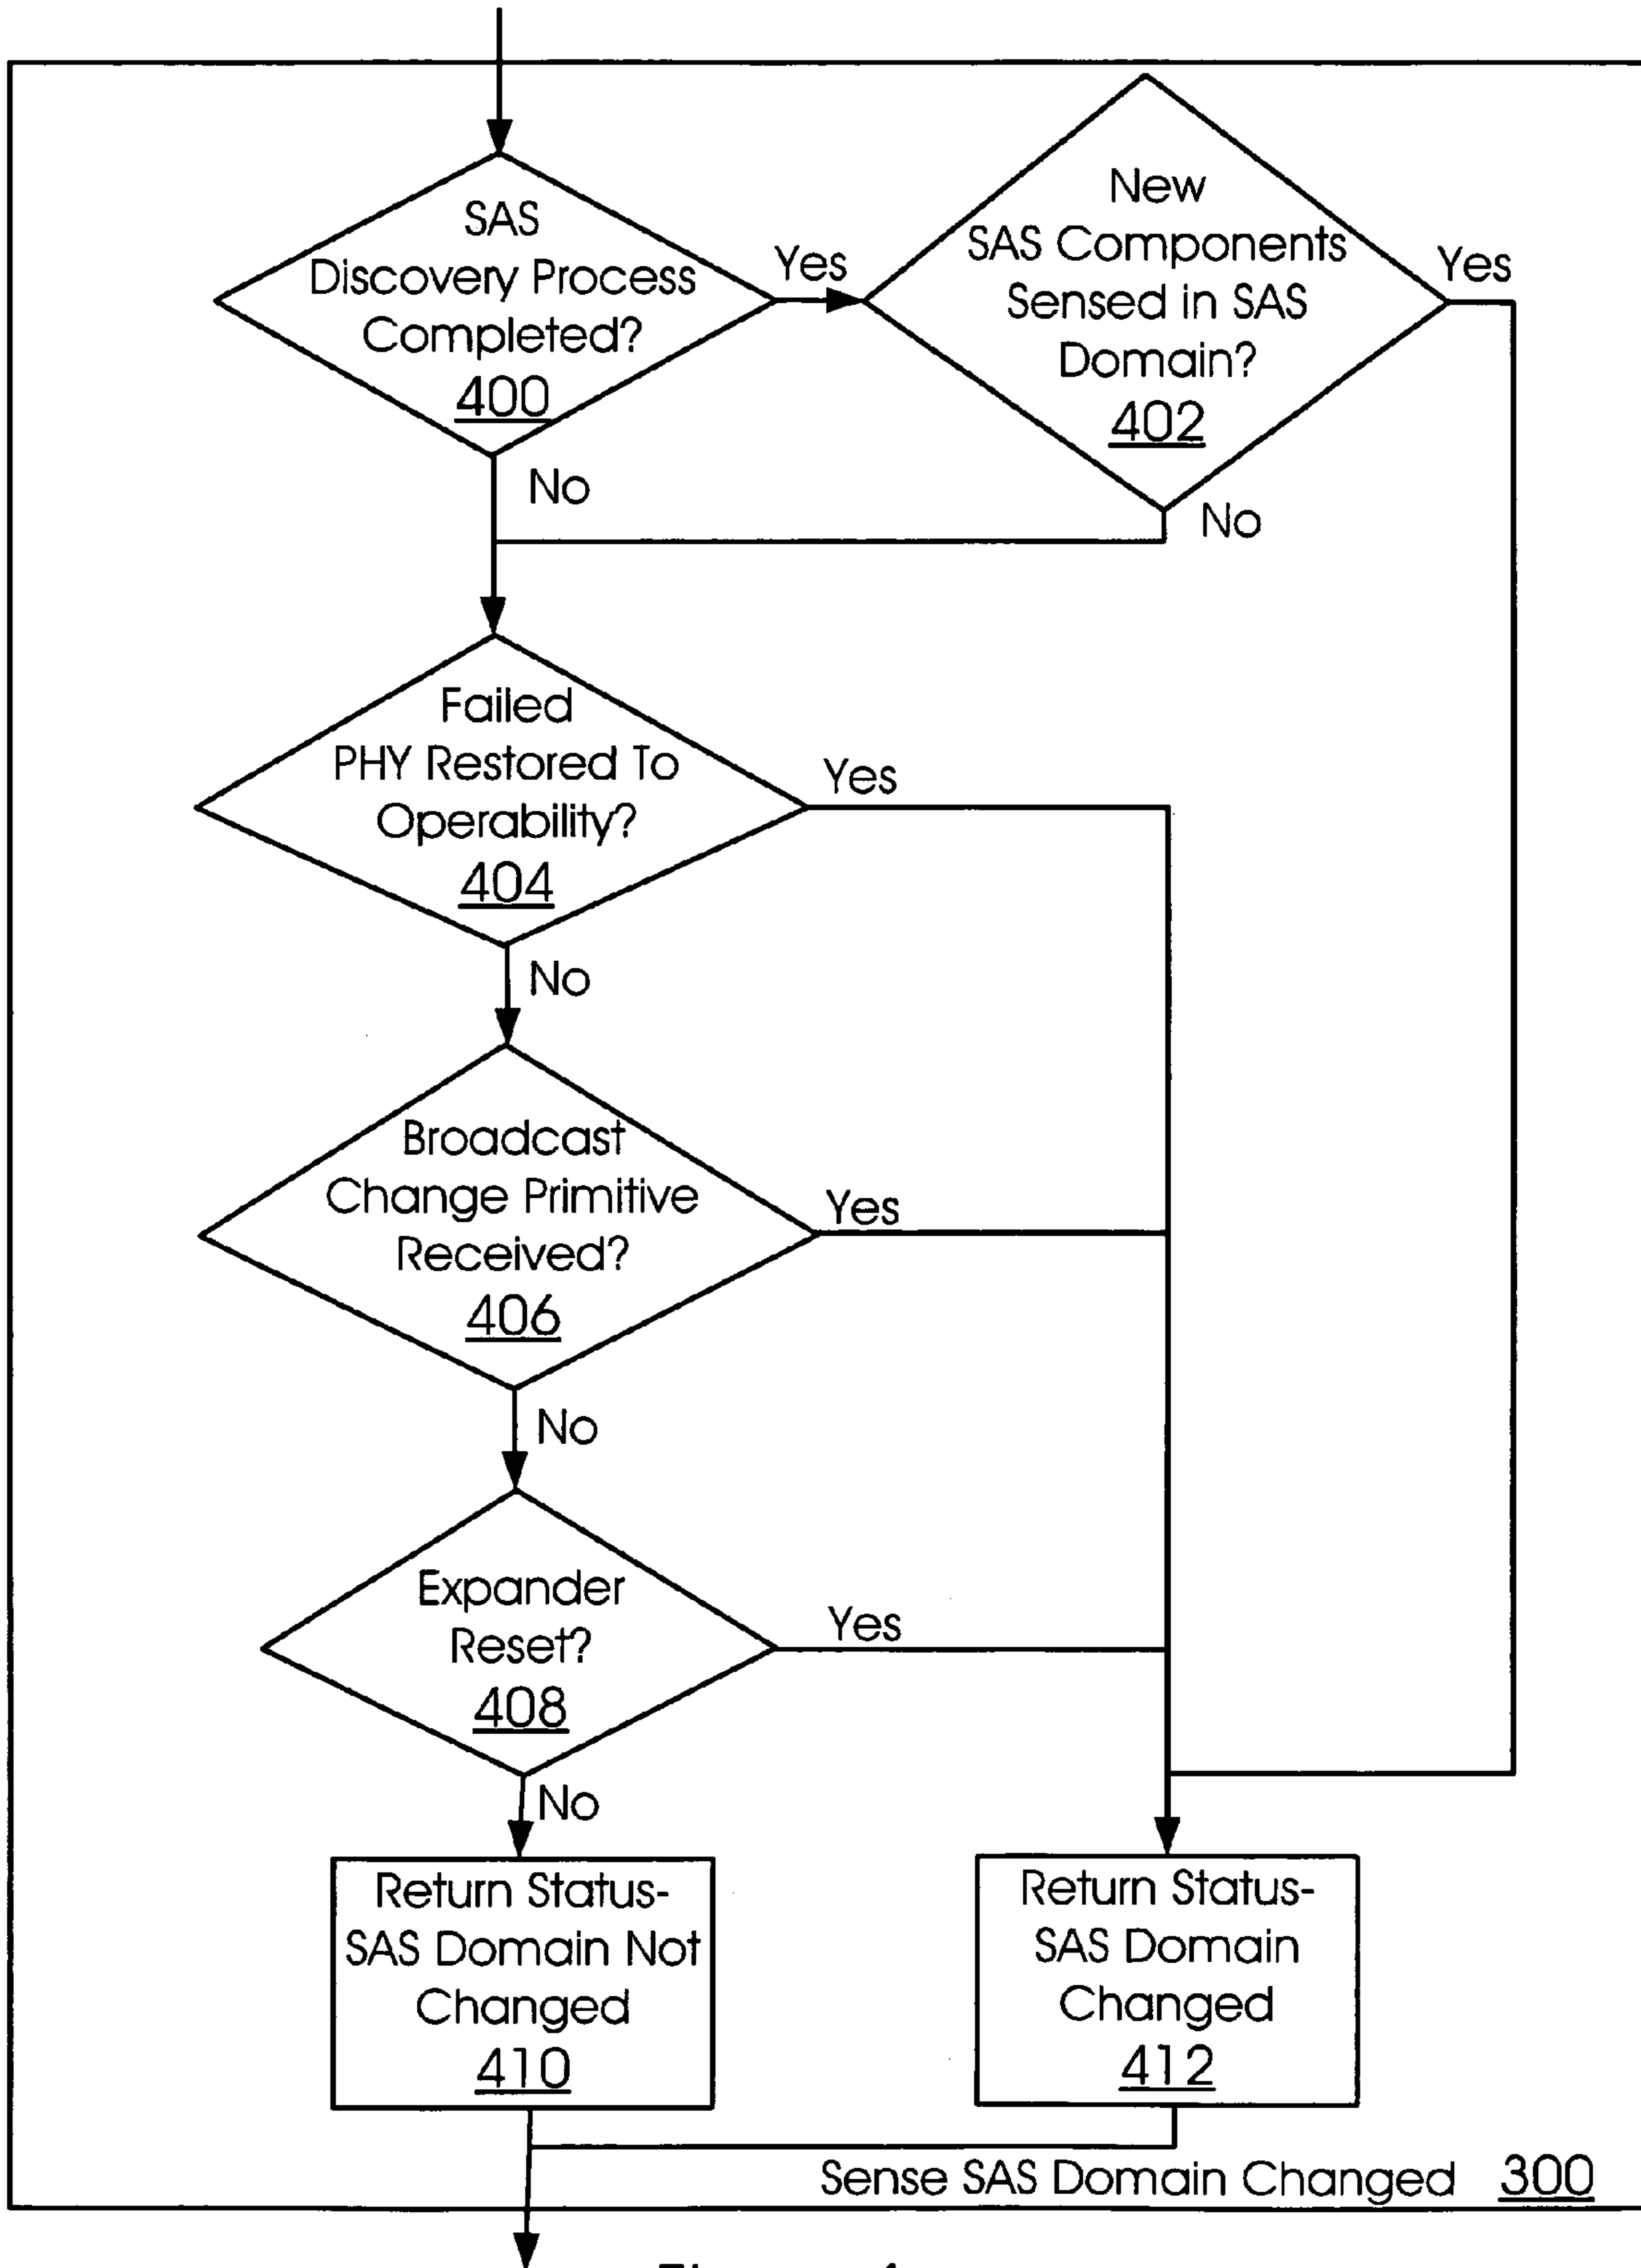 SAS
Discovery Process
Completed?
400
Yes
New
SAS Components
Sensed in SAS
Domain?
402
Yes
No
No
Failed
PHY Restored To
Operability?
404
Yes
No
Broadcast
Change Primitive
Received?
406
Yes
No
Expander
Reset?
408
Yes
No
Return Status-
SAS Domain Not
Changed
410
Return Status-
SAS Domain
Changed
412
Sense SAS Domain Changed 300